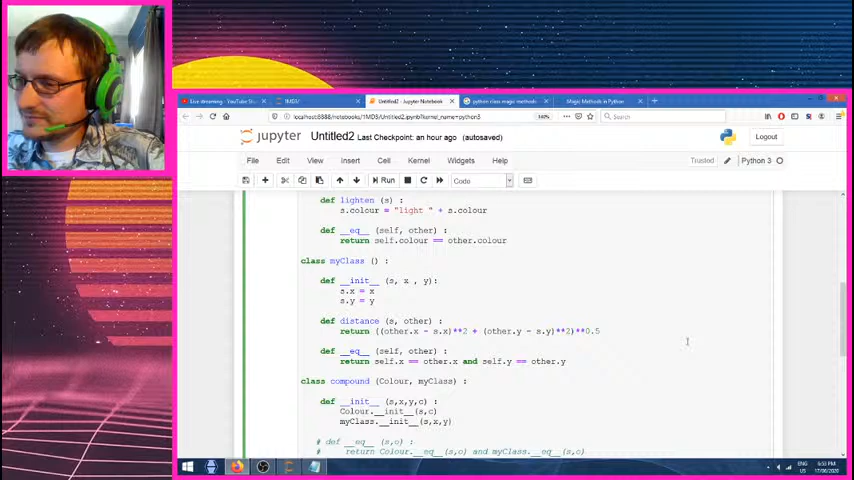 Live Streaming - YouTube Stu
1MDS/
Untitled2 - Jupyter Notebook
python class magic methods
Magic Methods in Python
localhost:8888/notebooks/1MDS/Untitled2.ipynb?kernel_name=python3
Search
jupyter Untitled2 Last Checkpoint: an hour ago (autosaved)
Logout
File Edit View Insert Cell Kernel Widgets Help
Trusted
Python 3
Run
Code
def lighten (s) :
s.colour = "light " + s.colour
def __eq__ (self, other) :
return self.colour == other.colour
class myClass () :
def __init__ (s, x , y):
s.x = x
s.y = y
def distance (s, other) :
return ((other.x - s.x)**2 + (other.y - s.y)**2)**0.5
def __eq__ (self, other) :
return self.x == other.x and self.y == other.y
class compound (Colour, myClass) :
def __init__ (s,x,y,c) :
Colour.__init__(s,c)
myClass.__init__(s,x,y)
# def __eq__ (s,o) :
# return Colour.__eq__(s,o) and myClass.__eq__(s,o)
ENG
US
6:53 PM
17/06/2020